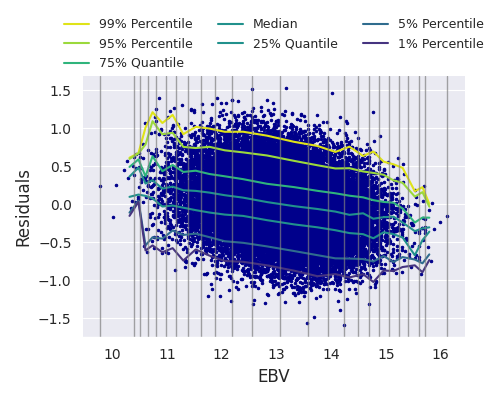 99% Percentile
95% Percentile
75% Quantile
Median
25% Quantile
5% Percentile
1% Percentile
1.5
1.0
0.5
0.0
−0.5
−1.0
−1.5
Residuals
10 11 12 13 14 15 16
EBV